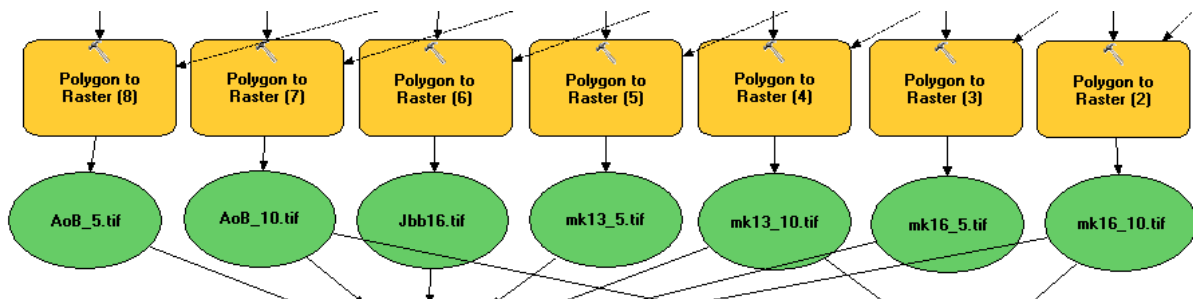 Polygon to
Raster (8)
Polygon to
Raster (7)
Polygon to
Raster (6)
Polygon to
Raster (5)
Polygon to
Raster (4)
Polygon to
Raster (3)
Polygon to
Raster (2)
AoB_5.tif
AoB_10.tif
Jbb16.tif
mk13_5.tif
mk13_10.tif
mk16_5.tif
mk16_10.tif